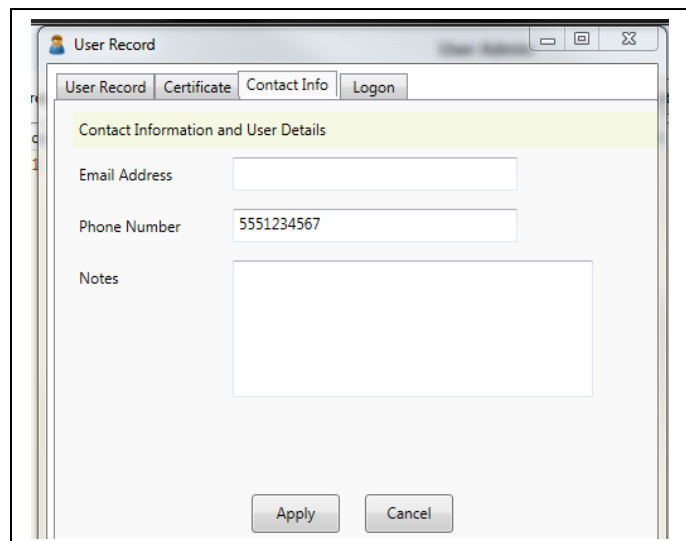 User Record
User Record Certificate Contact Info Logon
Contact Information and User Details
Email Address
Phone Number 5551234567
Notes
Apply Cancel